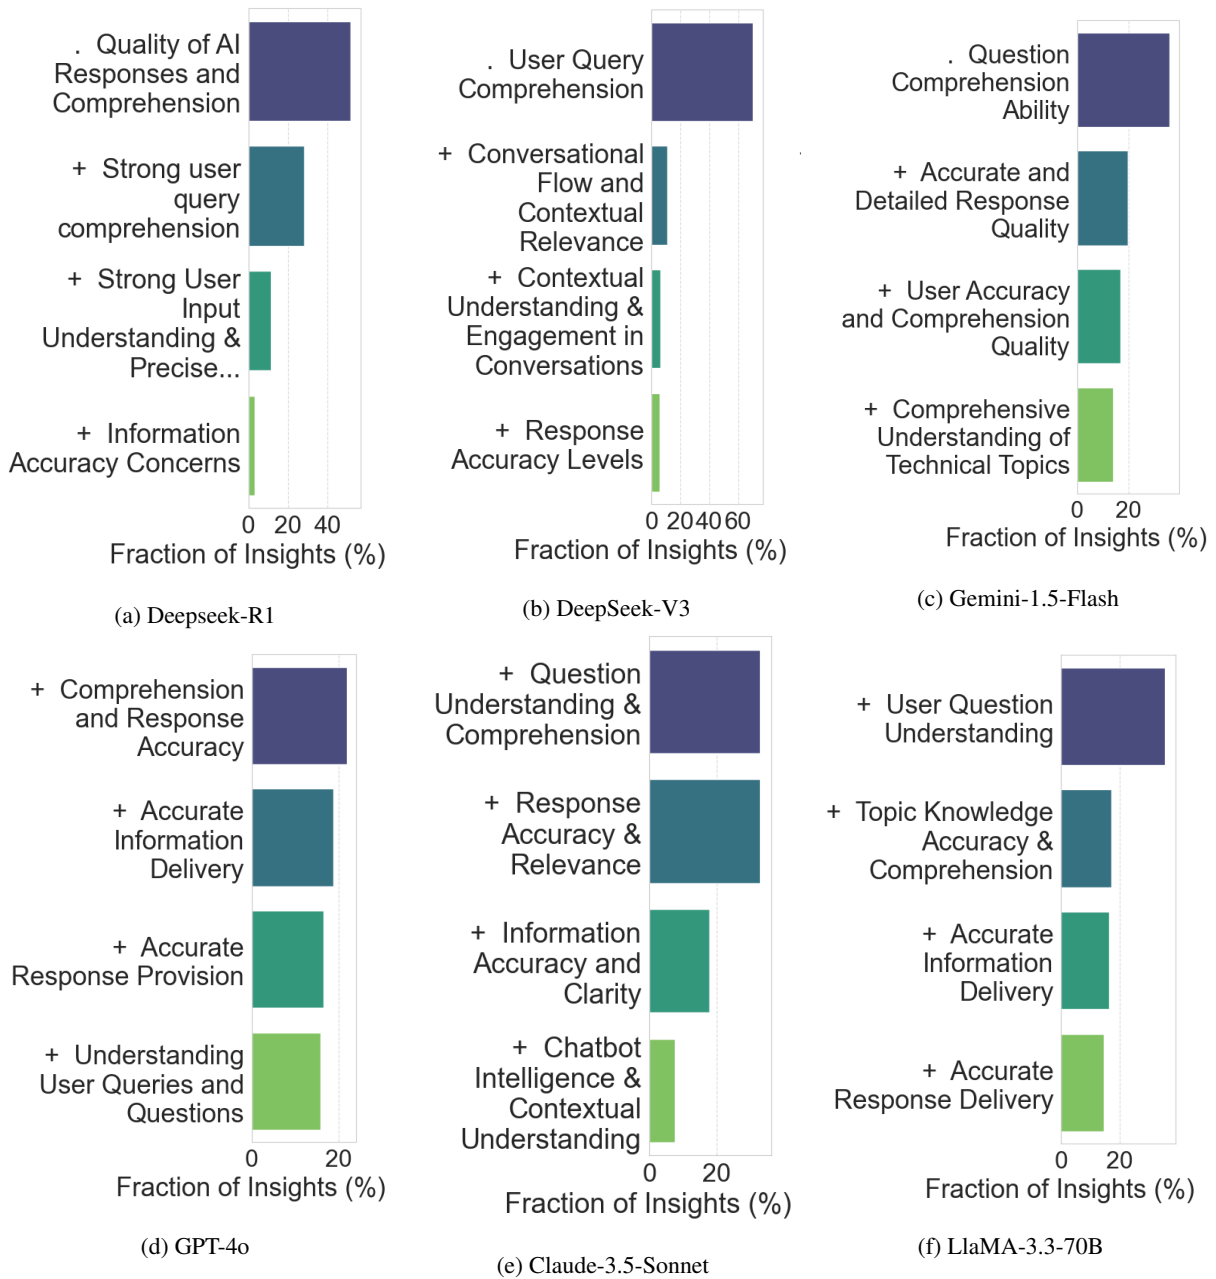 . Quality of AI
Responses and
Comprehension
+ Strong user
query
comprehension
+ Strong User
Input
Understanding &
Precise...
+ Information
Accuracy Concerns
0 20 40
Fraction of Insights (%)
(a) Deepseek-R1
. User Query
Comprehension
+ Conversational
Flow and
Contextual
Relevance
+ Contextual
Understanding &
Engagement in
Conversations
+ Response
Accuracy Levels
0 20 40 60
Fraction of Insights (%)
(b) DeepSeek-V3
. Question
Comprehension
Ability
+ Accurate and
Detailed Response
Quality
+ User Accuracy
and Comprehension
Quality
+ Comprehensive
Understanding of
Technical Topics
0 20
Fraction of Insights (%)
(c) Gemini-1.5-Flash
+ Comprehension
and Response
Accuracy
+ Accurate
Information
Delivery
+ Accurate
Response Provision
+ Understanding
User Queries and
Questions
0 20
Fraction of Insights (%)
(d) GPT-4o
+ Question
Understanding &
Comprehension
+ Response
Accuracy &
Relevance
+ Information
Accuracy and
Clarity
+ Chatbot
Intelligence &
Contextual
Understanding
0 20
Fraction of Insights (%)
(e) Claude-3.5-Sonnet
+ User Question
Understanding
+ Topic Knowledge
Accuracy &
Comprehension
+ Accurate
Information
Delivery
+ Accurate
Response Delivery
0 20
Fraction of Insights (%)
(f) LlaMA-3.3-70B